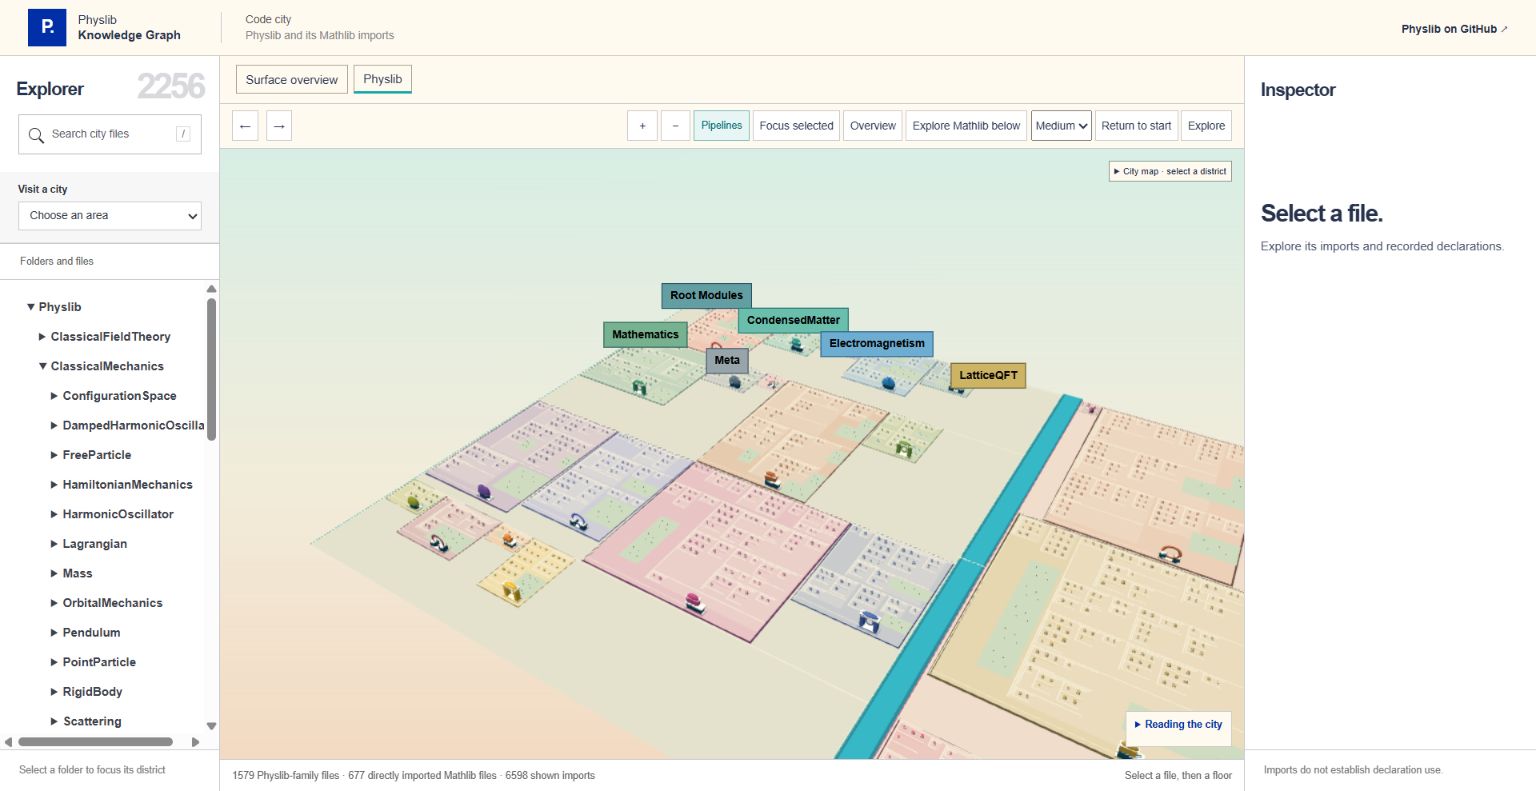 P.
Physlib
Knowledge Graph
Code city
Physlib and its Mathlib imports
Physlib on GitHub ↗
Explorer
2256
Search city files
/
Visit a city
Choose an area
Folders and files
▼ Physlib
▶ ClassicalFieldTheory
▼ ClassicalMechanics
▶ ConfigurationSpace
▶ DampedHarmonicOscilla
▶ FreeParticle
▶ HamiltonianMechanics
▶ HarmonicOscillator
▶ Lagrangian
▶ Mass
▶ OrbitalMechanics
▶ Pendulum
▶ PointParticle
▶ RigidBody
▶ Scattering
Select a folder to focus its district
Surface overview
Physlib
←
→
+
−
Pipelines
Focus selected
Overview
Explore Mathlib below
Medium
Return to start
Explore
▶ City map · select a district
Root Modules
CondensedMatter
Mathematics
Electromagnetism
Meta
LatticeQFT
▶ Reading the city
1579 Physlib-family files · 677 directly imported Mathlib files · 6598 shown imports
Select a file, then a floor
Inspector
Select a file.
Explore its imports and recorded declarations.
Imports do not establish declaration use.